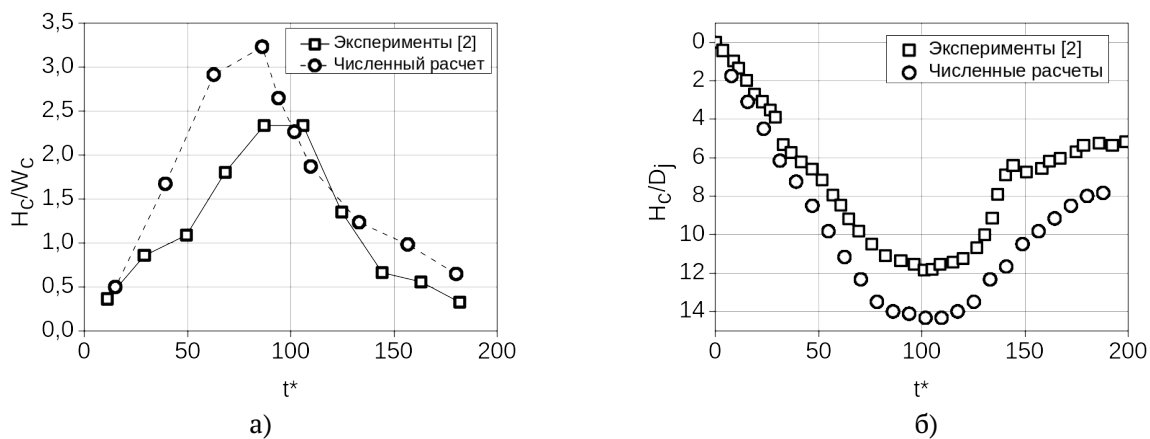 3,5
3,0
2,5
2,0
1,5
1,0
0,5
0,0
H_C/W_C
Эксперименты [2]
Численный расчет
0 50 100 150 200
t*
а)
0
2
4
6
8
10
12
14
H_C/D_j
Эксперименты [2]
Численные расчеты
0 50 100 150 200
t*
б)